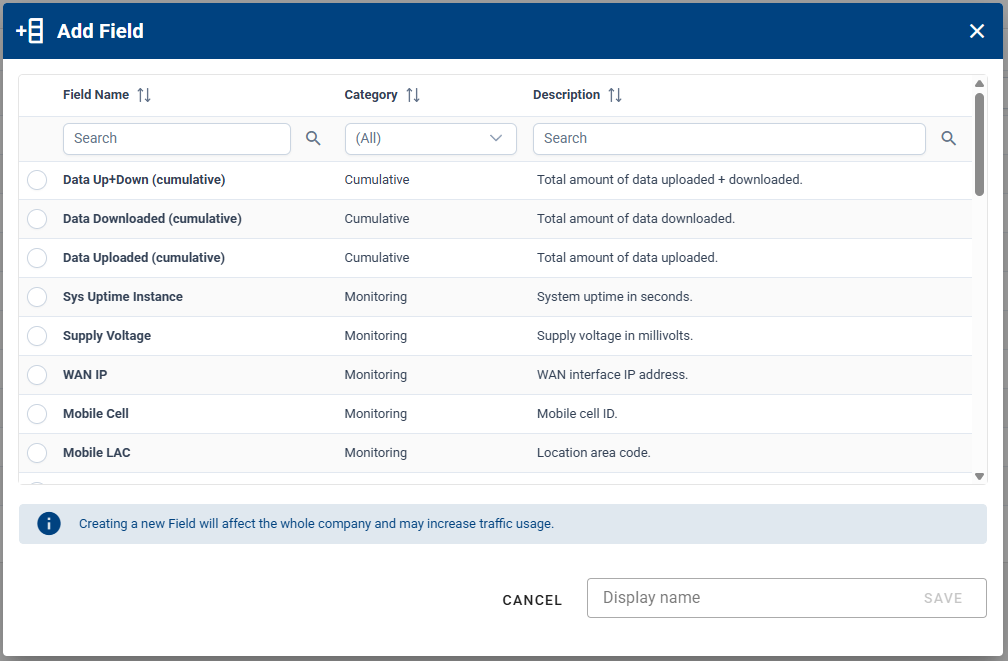 Add Field
Field Name Category Description
Search (All) Search
Data Up+Down (cumulative) Cumulative Total amount of data uploaded + downloaded.
Data Downloaded (cumulative) Cumulative Total amount of data downloaded.
Data Uploaded (cumulative) Cumulative Total amount of data uploaded.
Sys Uptime Instance Monitoring System uptime in seconds.
Supply Voltage Monitoring Supply voltage in millivolts.
WAN IP Monitoring WAN interface IP address.
Mobile Cell Monitoring Mobile cell ID.
Mobile LAC Monitoring Location area code.
Creating a new Field will affect the whole company and may increase traffic usage.
CANCEL Display name SAVE